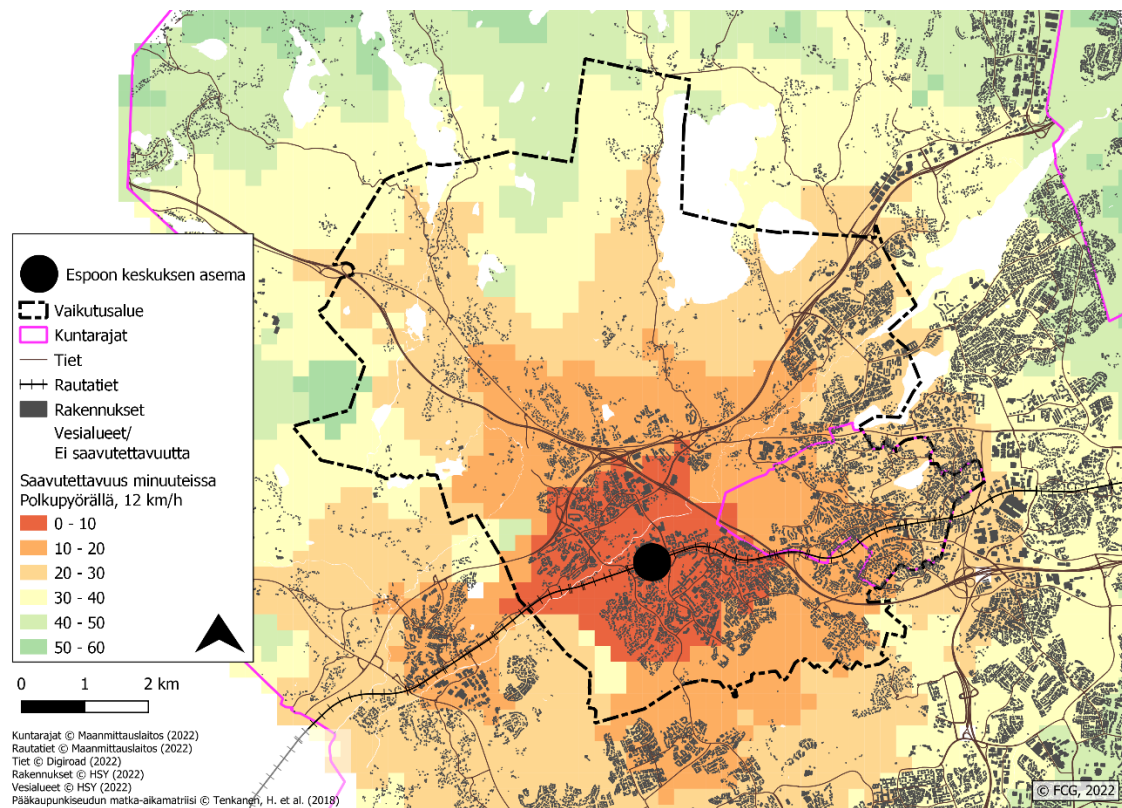 Espoon keskuksen asema
Vaikutusalue
Kuntarajat
Tiet
Rautatiet
Rakennukset
Vesialueet/
Ei saavutettavuutta
Saavutettavuus minuuteissa
Polkupyörällä, 12 km/h
0 - 10
10 - 20
20 - 30
30 - 40
40 - 50
50 - 60
0 1 2 km
Kuntarajat © Maanmittauslaitos (2022)
Rautatiet © Maanmittauslaitos (2022)
Tiet © Digiroad (2022)
Rakennukset © HSY (2022)
Vesialueet © HSY (2022)
Pääkaupunkiseudun matka-aikamatriisi © Tenkanen, H. et al. (2018)
© FCG, 2022